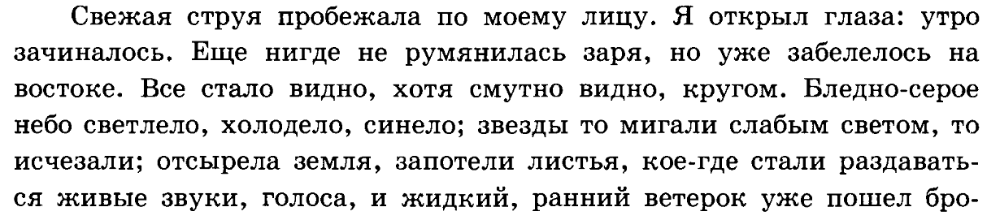 Свежая струя пробежала по моему лицу. Я открыл глаза: утро
зачиналось. Еще нигде не румянилась заря, но уже забелелось на
востоке. Все стало видно, хотя смутно видно, кругом. Бледно-серое
небо светлело, холодело, синело; звезды то мигали слабым светом, то
исчезали; отсырела земля, запотели листья, кое-где стали раздавать-
ся живые звуки, голоса, и жидкий, ранний ветерок уже пошел бро-